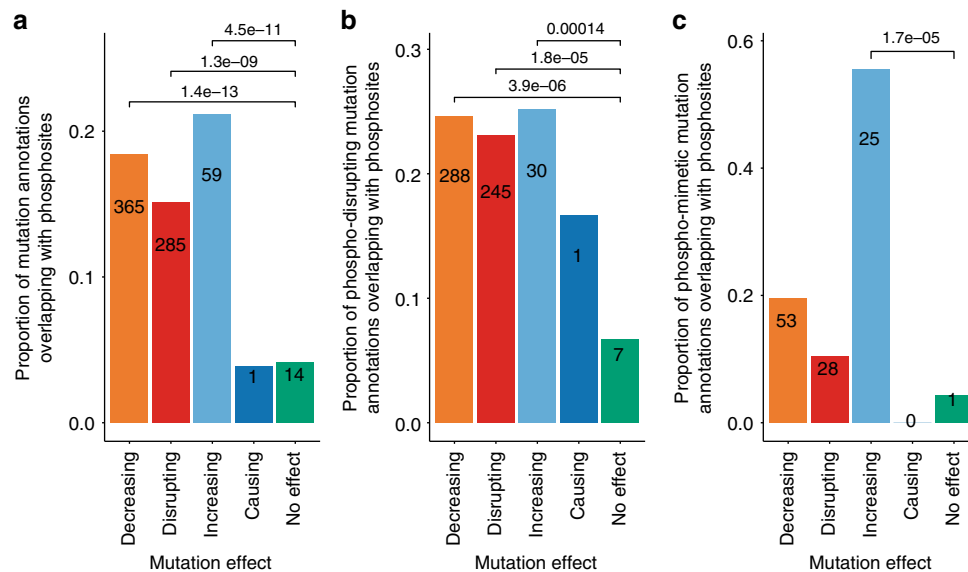 a
Proportion of mutation annotations
overlapping with phosphosites
0.2
0.1
0.0
4.5e–11
1.3e–09
1.4e–13
365
285
59
1
14
Decreasing
Disrupting
Increasing
Causing
No effect
Mutation effect
b
Proportion of phospho-disrupting mutation
annotations overlapping with phosphosites
0.3
0.2
0.1
0.0
0.00014
1.8e–05
3.9e–06
288
245
30
1
7
Decreasing
Disrupting
Increasing
Causing
No effect
Mutation effect
c
Proportion of phospho-mimetic mutation
annotations overlapping with phosphosites
0.6
0.4
0.2
0.0
1.7e–05
53
28
25
0
1
Decreasing
Disrupting
Increasing
Causing
No effect
Mutation effect